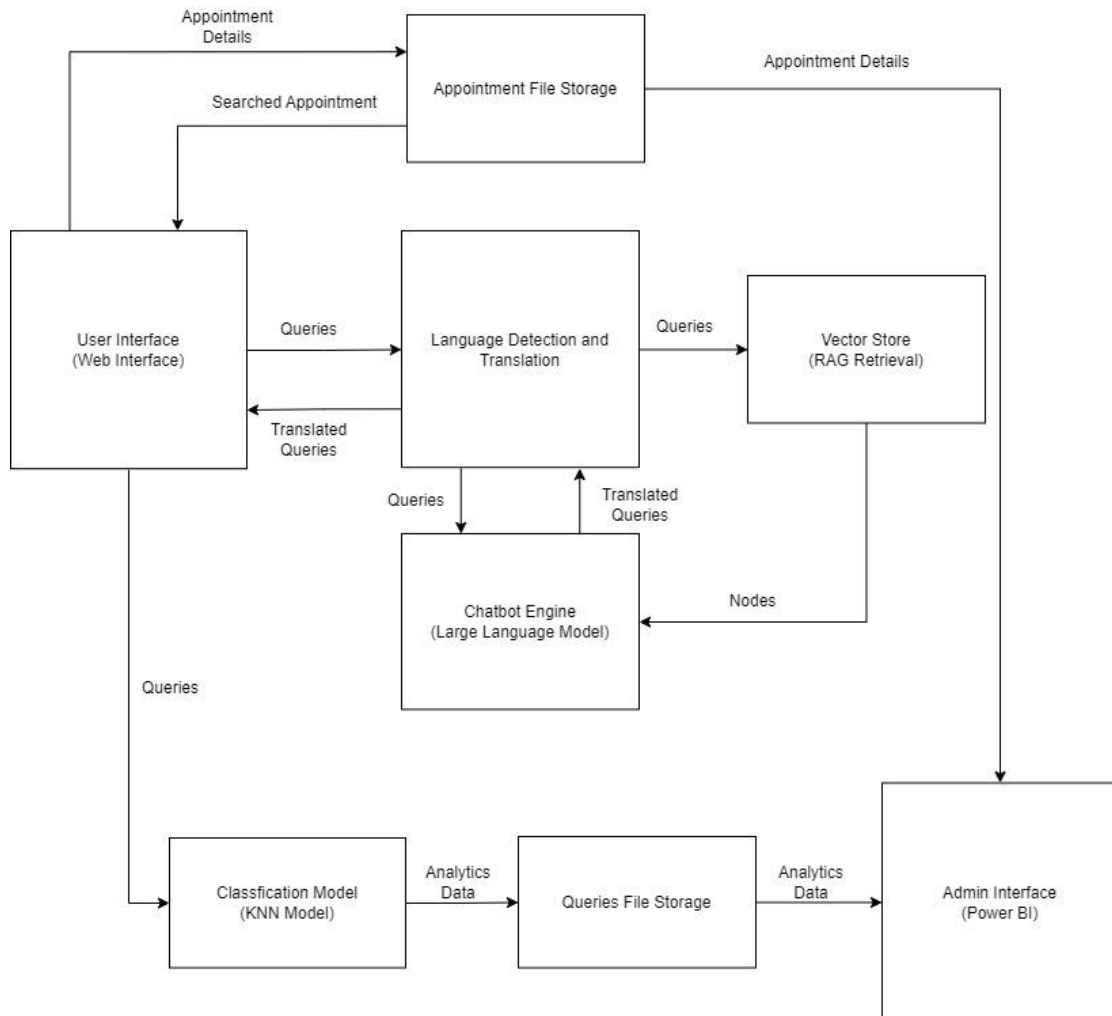 Appointment
Details
Appointment File Storage
Appointment Details
Searched Appointment
User Interface
(Web Interface)
Queries
Translated
Queries
Language Detection and
Translation
Queries
Vector Store
(RAG Retrieval)
Queries
Translated
Queries
Chatbot Engine
(Large Language Model)
Nodes
Queries
Classfication Model
(KNN Model)
Analytics
Data
Queries File Storage
Analytics
Data
Admin Interface
(Power BI)